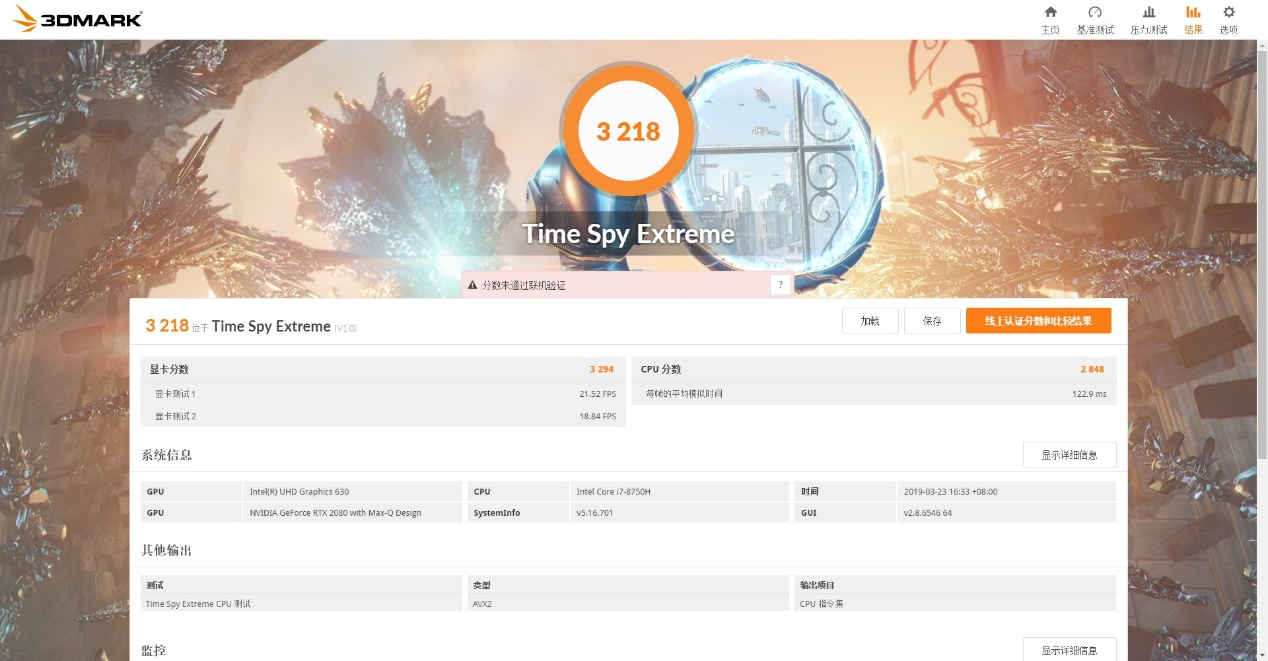 3DMARK
主页 基准测试 压力测试 结果 选项
3 218
Time Spy Extreme
分数未通过联机验证 ?
3 218 位于 Time Spy Extreme (V1.0) 加载 保存 线上认证分数和比较结果
显卡分数 3 294 CPU 分数 2 848
显卡测试 1 21.52 FPS 每帧的平均模拟时间 122.9 ms
显卡测试 2 18.84 FPS
系统信息 显示详细信息
GPU Intel(R) UHD Graphics 630 CPU Intel Core i7-8750H 时间 2019-03-23 16:33 +08:00
GPU NVIDIA GeForce RTX 2080 with Max-Q Design SystemInfo v5.16.701 GUI v2.8.6546 64
其他输出
测试 类型 输出项目
Time Spy Extreme CPU 测试 AVX2 CPU 指令集
监控 显示详细信息